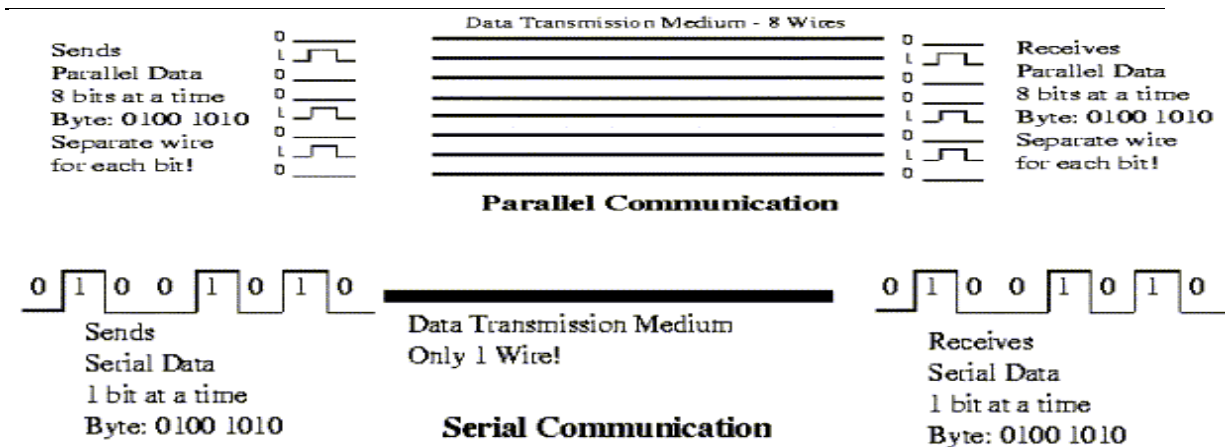 Data Transmission Medium - 8 Wires
Sends
Parallel Data
8 bits at a time
Byte: 0100 1010
Separate wire
for each bit!
0
1
0
0
1
0
1
0
0
1
0
0
1
0
1
0
Receives
Parallel Data
8 bits at a time
Byte: 0100 1010
Separate wire
for each bit!
Parallel Communication
0 1 0 0 1 0 1 0
Sends
Serial Data
1 bit at a time
Byte: 0100 1010
Data Transmission Medium
Only 1 Wire!
Serial Communication
0 1 0 0 1 0 1 0
Receives
Serial Data
1 bit at a time
Byte: 0100 1010